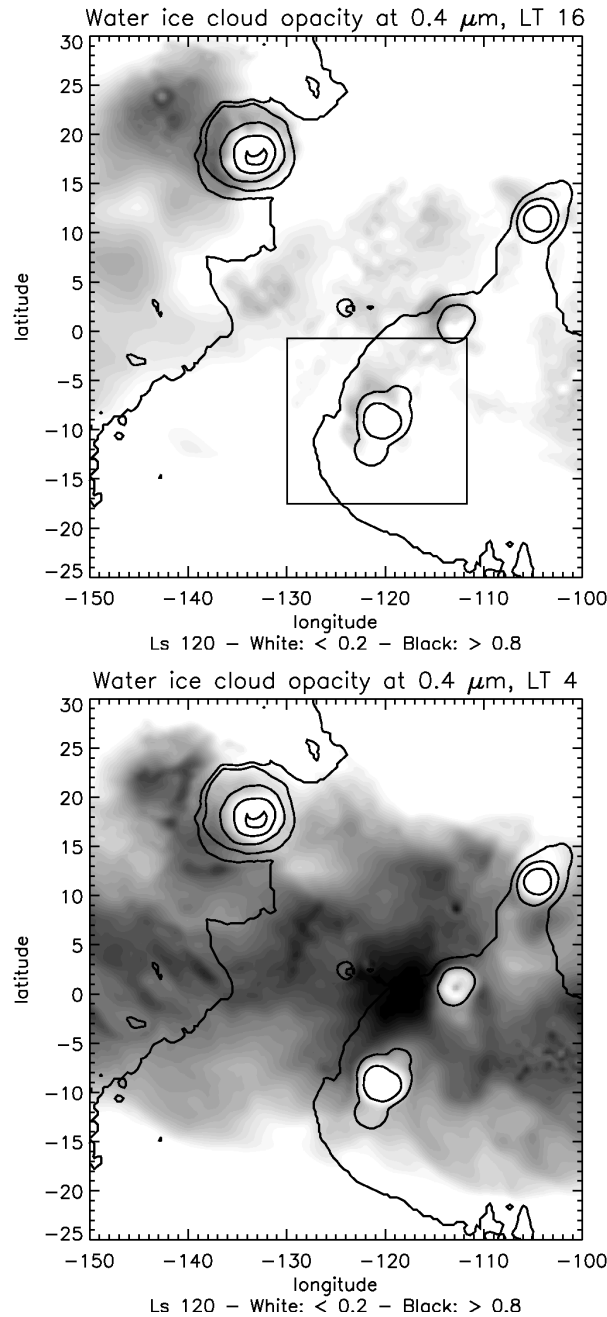 Water ice cloud opacity at 0.4 μm, LT 16
30
25
20
15
10
5
0
−5
−10
−15
−20
−25
latitude
−150 −140 −130 −120 −110 −100
longitude
Ls 120 − White: < 0.2 − Black: > 0.8
Water ice cloud opacity at 0.4 μm, LT 4
30
25
20
15
10
5
0
−5
−10
−15
−20
−25
latitude
−150 −140 −130 −120 −110 −100
longitude
Ls 120 − White: < 0.2 − Black: > 0.8